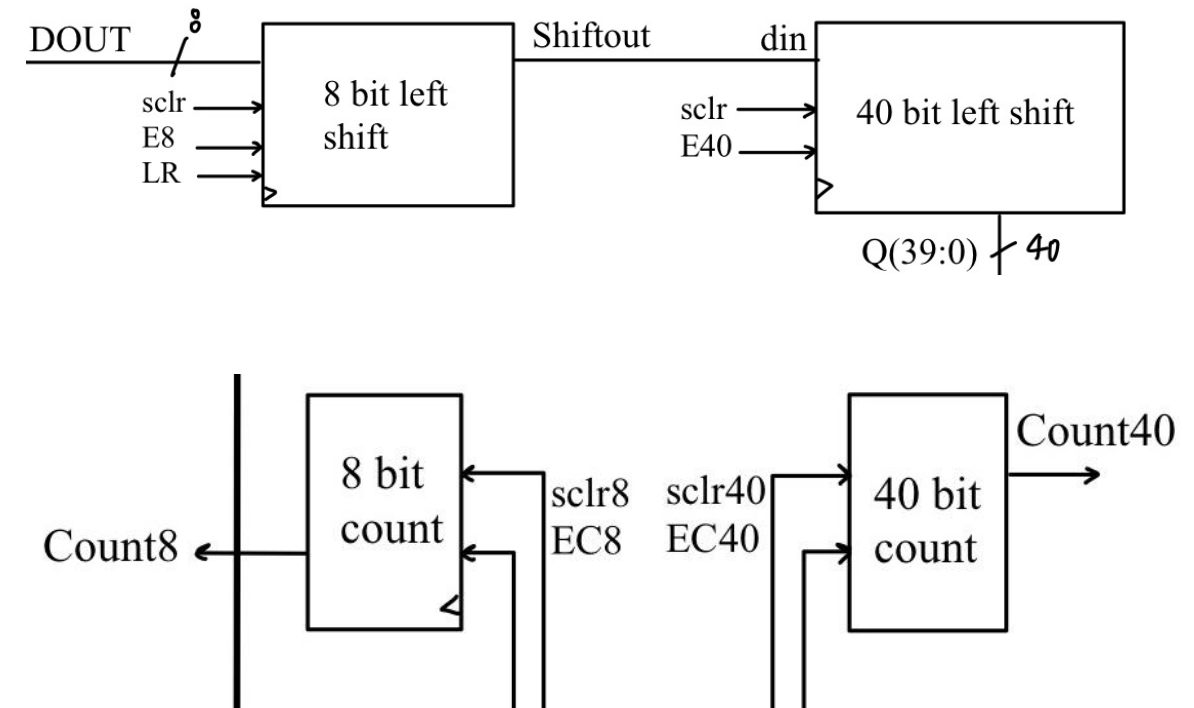 DOUT
8
sclr
E8
LR
8 bit left
shift
Shiftout
din
sclr
E40
40 bit left shift
Q(39:0)
40
Count8
8 bit
count
sclr8
EC8
sclr40
EC40
40 bit
count
Count40